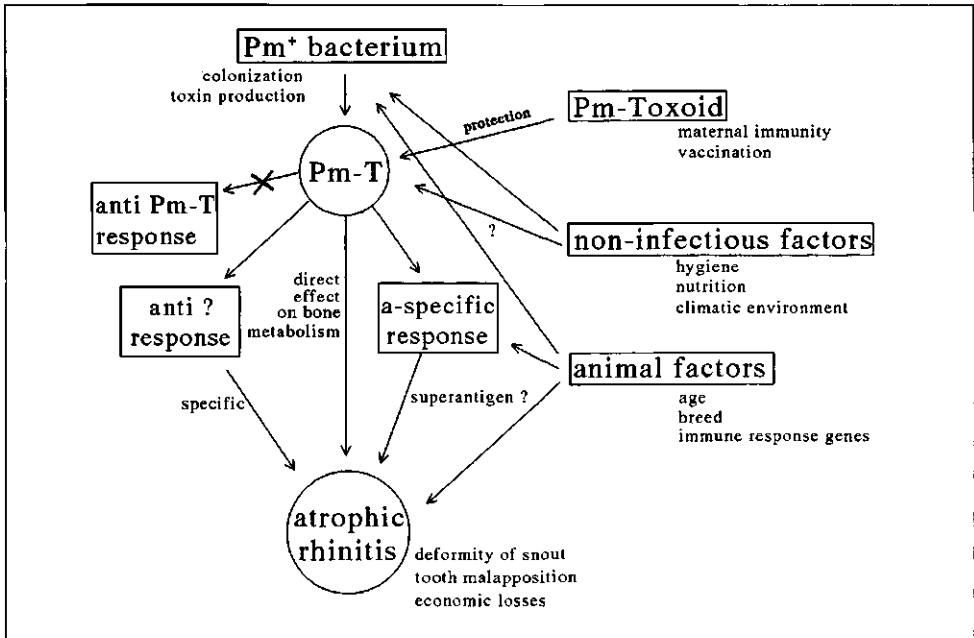 Pm⁺ bacterium
colonization
toxin production
protection
Pm-Toxoid
maternal immunity
vaccination
Pm-T
anti Pm-T
response
?
non-infectious factors
hygiene
nutrition
climatic environment
anti ?
response
direct
effect
on bone
metabolism
a-specific
response
animal factors
age
breed
immune response genes
specific
superantigen ?
atrophic
rhinitis
deformity of snout
tooth malapposition
economic losses